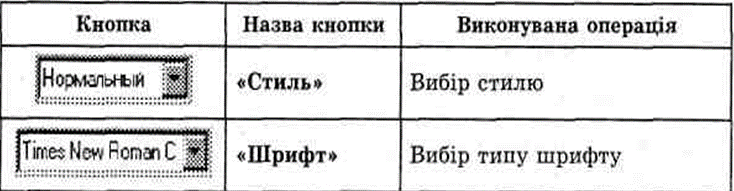 Кнопка Назва кнопки Виконувана операція
Нормальный «Стиль» Вибір стилю
Times New Roman C «Шрифт» Вибір типу шрифту